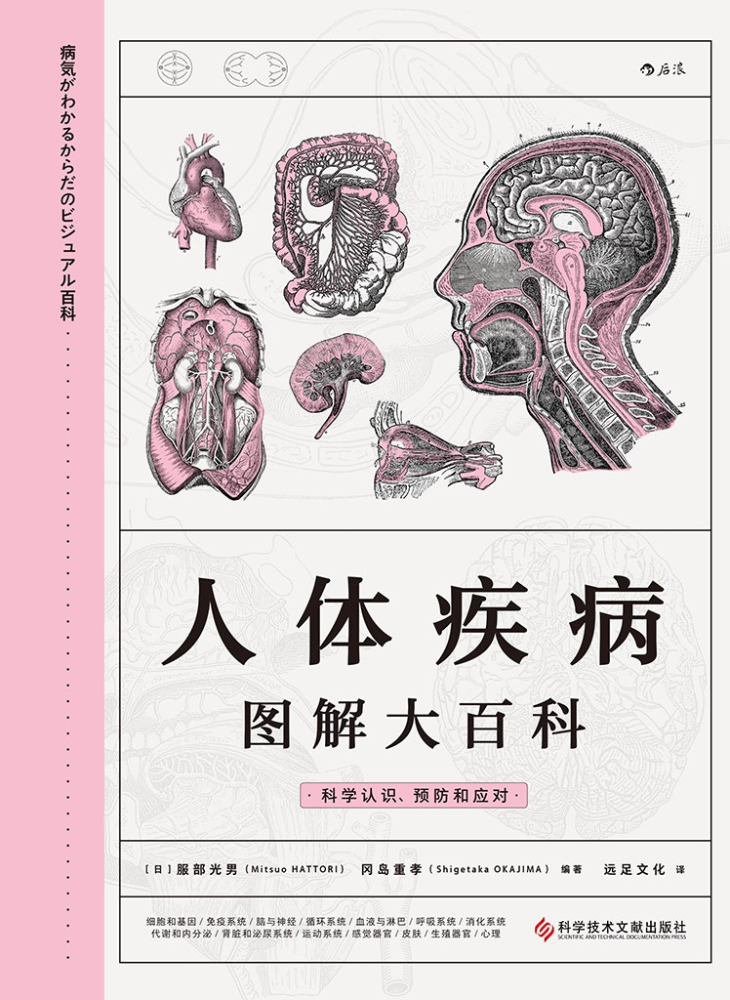 病気がわかるからだのビジュアル百科
后浪
人体疾病
图解大百科
·科学认识、预防和应对·
［日］服部光男（Mitsuo HATTORI） 冈岛重孝（Shigetaka OKAJIMA） 编著 远足文化 译
细胞和基因 / 免疫系统 / 脑与神经 / 循环系统 / 血液与淋巴 / 呼吸系统 / 消化系统
代谢和内分泌 / 肾脏和泌尿系统 / 运动系统 / 感觉器官 / 皮肤 / 生殖器官 / 心理
科学技术文献出版社
SCIENTIFIC AND TECHNICAL DOCUMENTATION PRESS